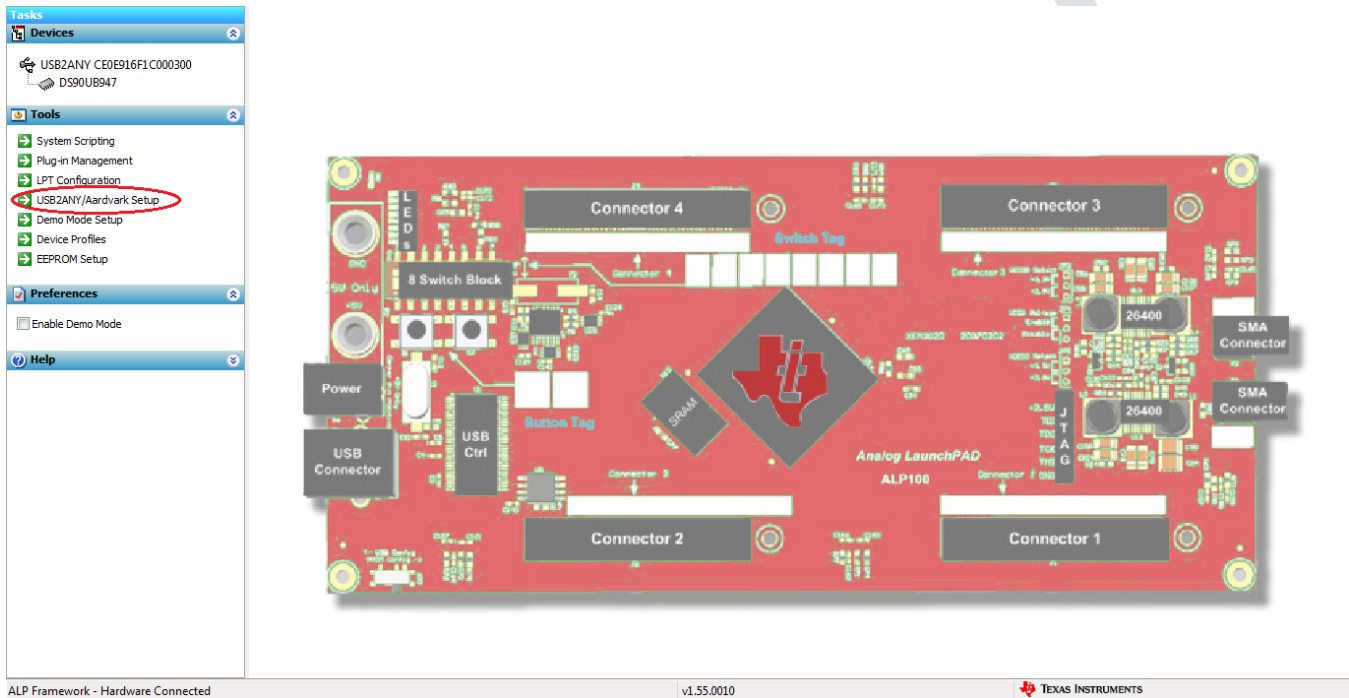 Tasks
Devices
USB2ANY CE0E916F1C000300
DS90UB947
Tools
System Scripting
Plug-in Management
LPT Configuration
USB2ANY/Aardvark Setup
Demo Mode Setup
Device Profiles
EEPROM Setup
Preferences
Enable Demo Mode
Help
LEDs
Connector 4
Connector 3
Switch Tag
GND
Connector 4
Connector 3
8 Switch Block
5V Only
+5V
26400
SMA
Connector
Power
SRAM
26400
SMA
Connector
JTAG
Button Tag
USB
Ctrl
USB
Connector
Analog LaunchPAD
ALP100
Connector 2
Connector 2
Connector 1
ALP Framework - Hardware Connected
v1.55.0010
TEXAS INSTRUMENTS